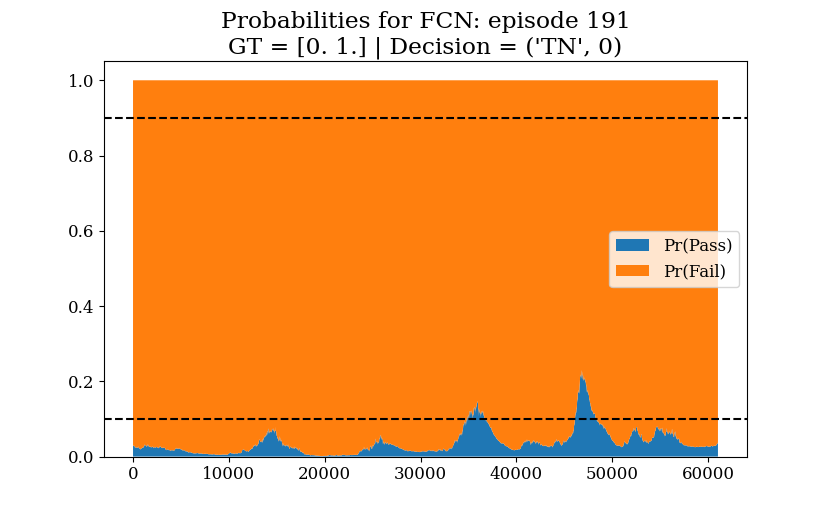 Probabilities for FCN: episode 191
GT = [0. 1.] | Decision = ('TN', 0)
1.0
0.8
0.6
0.4
0.2
0.0
Pr(Pass)
Pr(Fail)
0 10000 20000 30000 40000 50000 60000